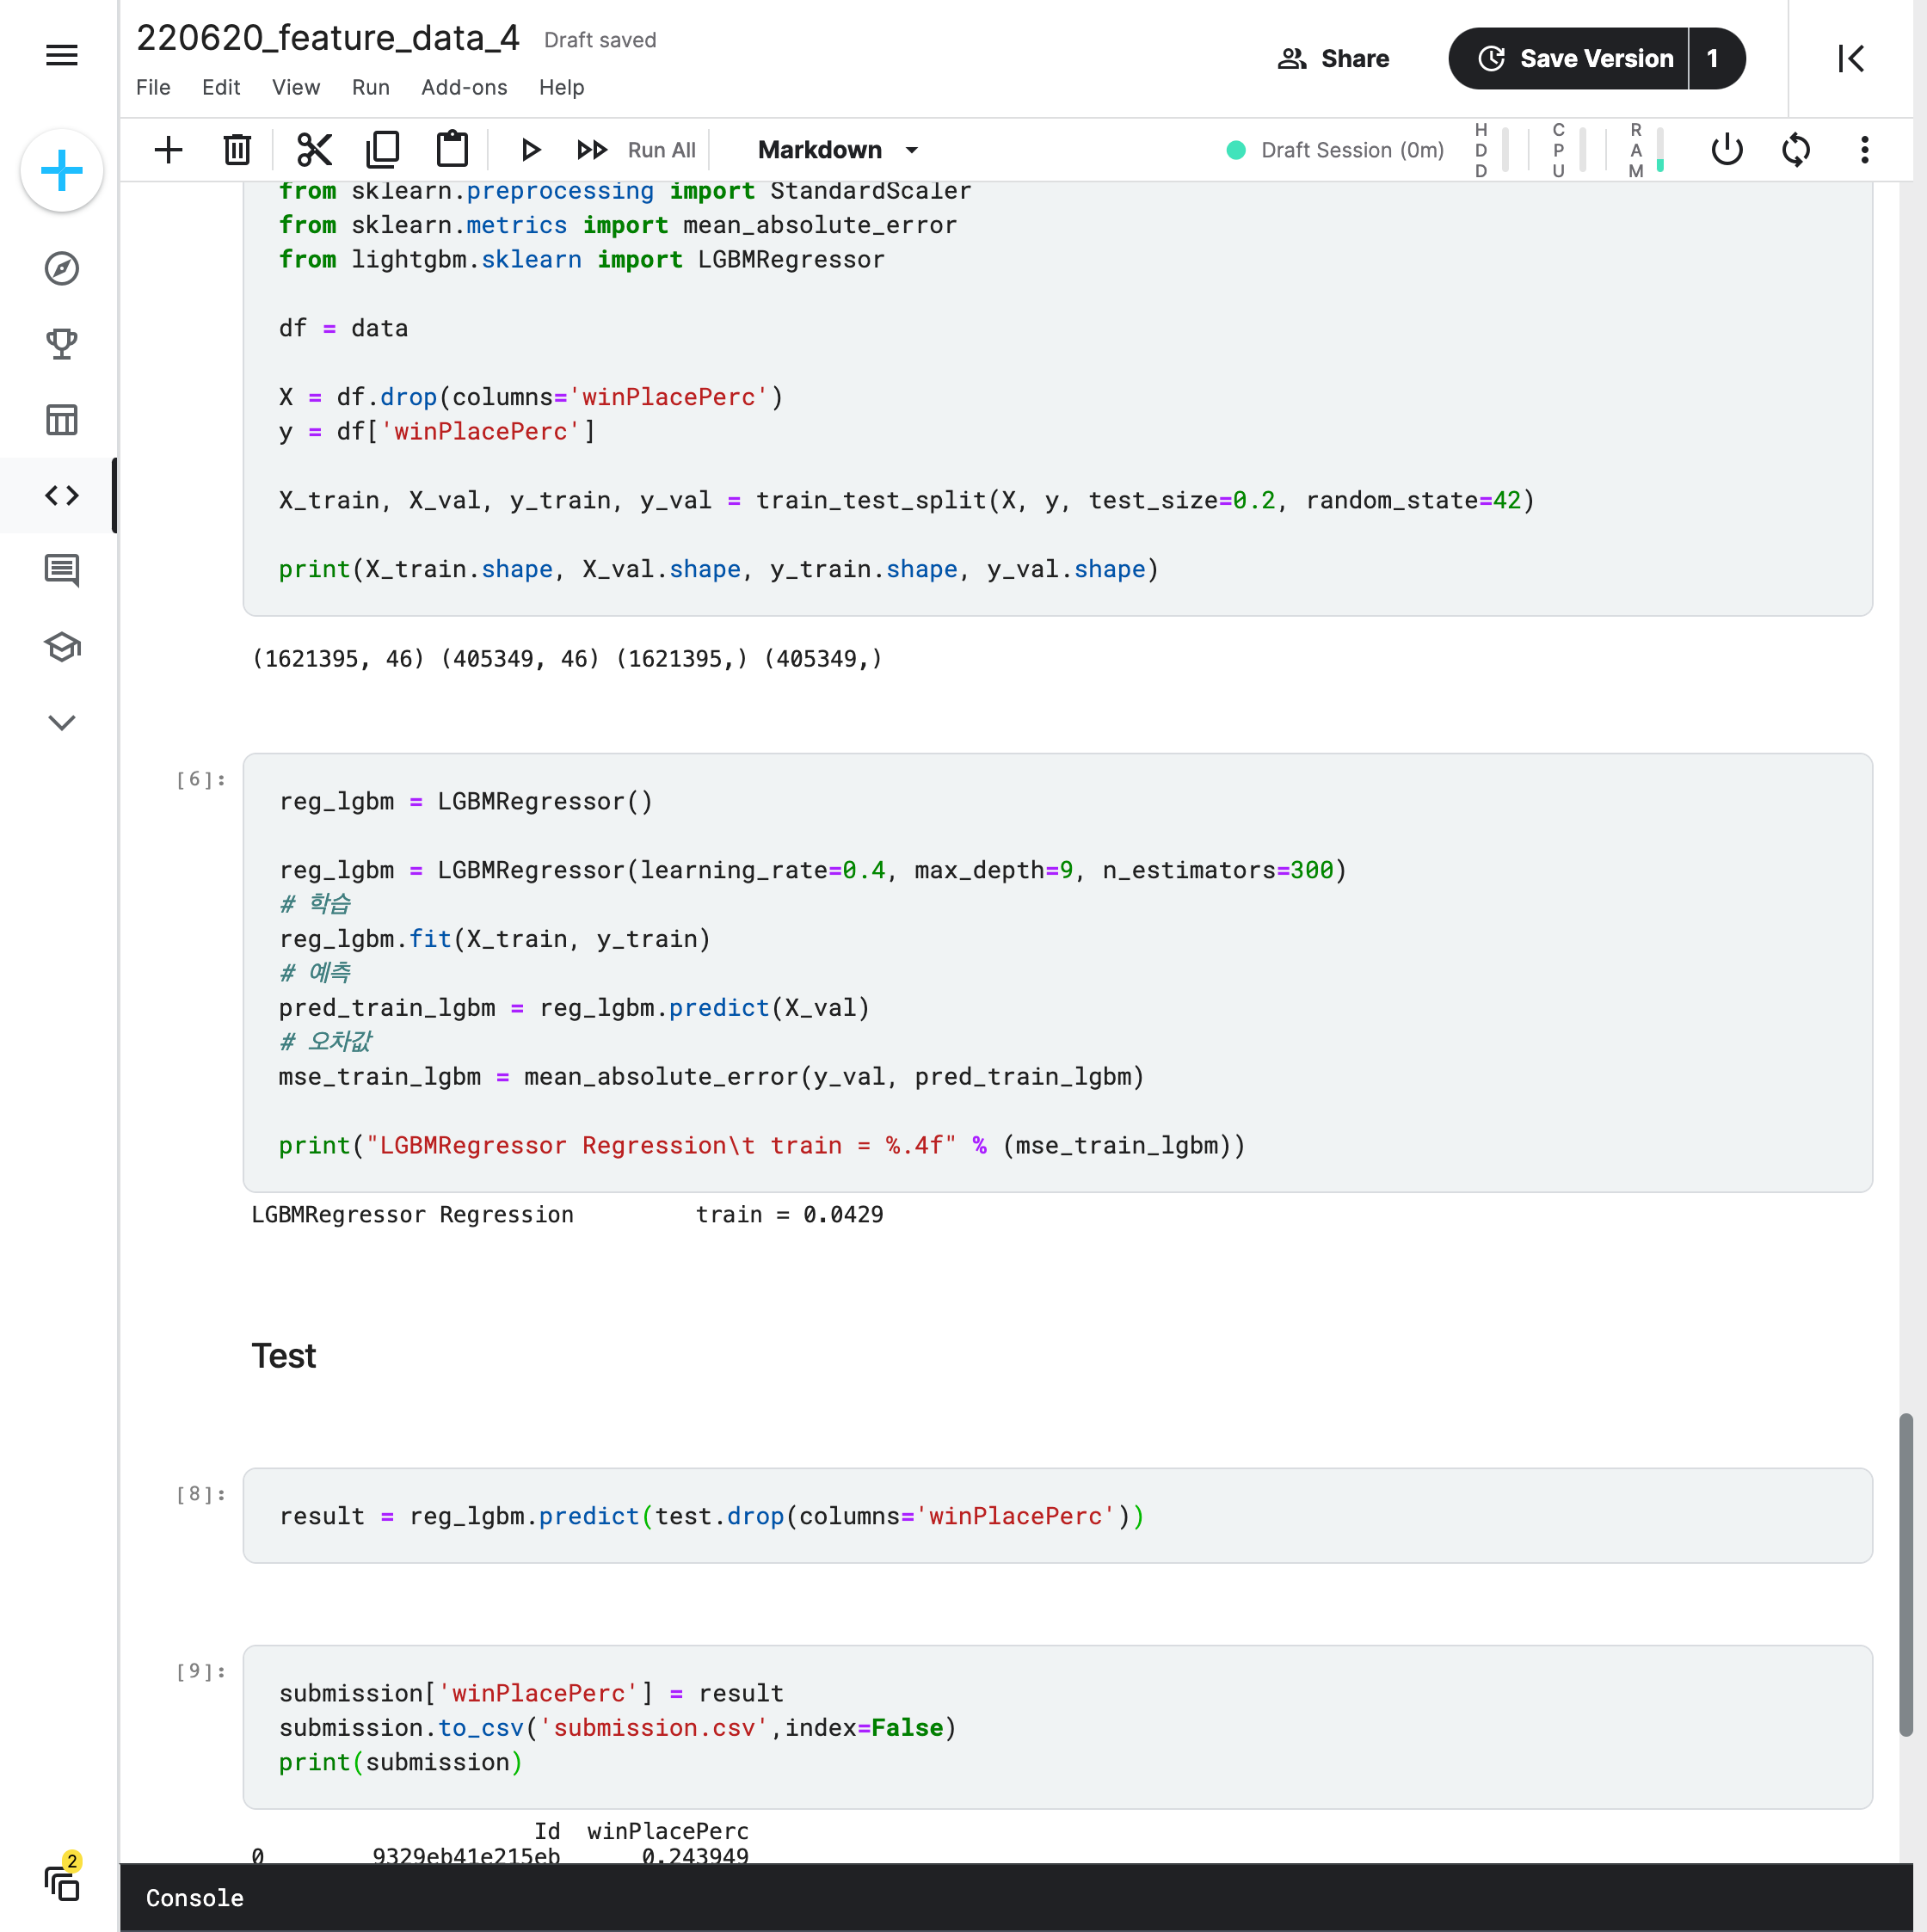 220620_feature_data_4 Draft saved
File Edit View Run Add-ons Help
Share
Save Version 1
Run All
Markdown
Draft Session (0m)
HDD
CPU
RAM
from sklearn.preprocessing import StandardScaler
from sklearn.metrics import mean_absolute_error
from lightgbm.sklearn import LGBMRegressor
df = data
X = df.drop(columns='winPlacePerc')
y = df['winPlacePerc']
X_train, X_val, y_train, y_val = train_test_split(X, y, test_size=0.2, random_state=42)
print(X_train.shape, X_val.shape, y_train.shape, y_val.shape)
(1621395, 46) (405349, 46) (1621395,) (405349,)
[6]:
reg_lgbm = LGBMRegressor()
reg_lgbm = LGBMRegressor(learning_rate=0.4, max_depth=9, n_estimators=300)
# 학습
reg_lgbm.fit(X_train, y_train)
# 예측
pred_train_lgbm = reg_lgbm.predict(X_val)
# 오차값
mse_train_lgbm = mean_absolute_error(y_val, pred_train_lgbm)
print("LGBMRegressor Regression\t train = %.4f" % (mse_train_lgbm))
LGBMRegressor Regression train = 0.0429
Test
[8]:
result = reg_lgbm.predict(test.drop(columns='winPlacePerc'))
[9]:
submission['winPlacePerc'] = result
submission.to_csv('submission.csv',index=False)
print(submission)
Id winPlacePerc
0 9329eb41e215eb 0.243949
2
Console